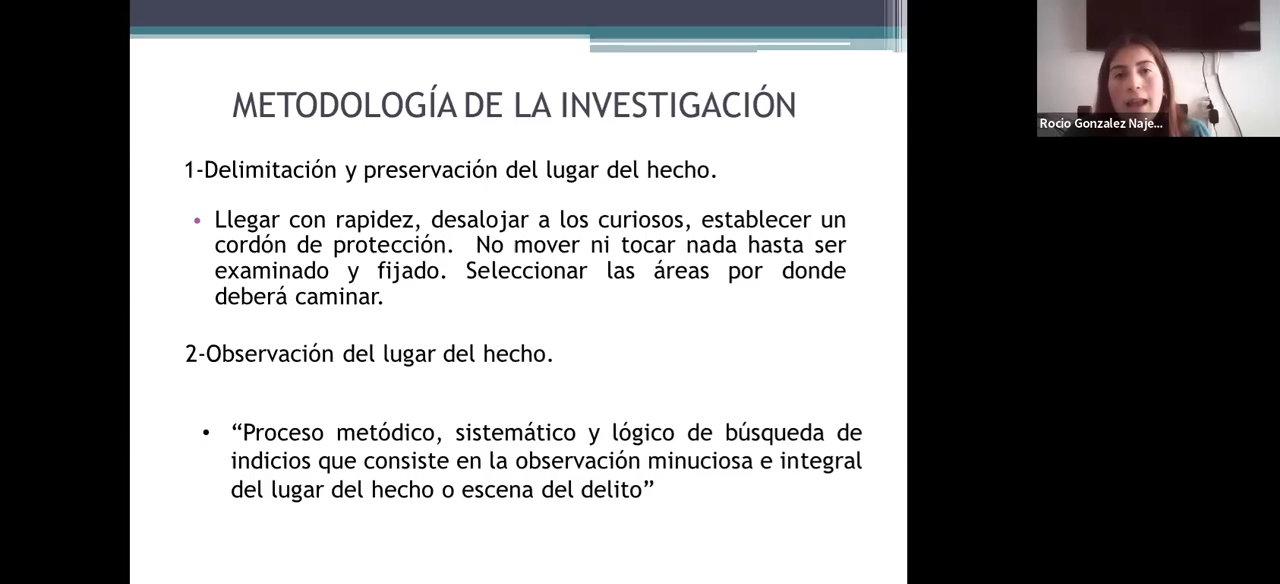 METODOLOGÍA DE LA INVESTIGACIÓN
1-Delimitación y preservación del lugar del hecho.
• Llegar con rapidez, desalojar a los curiosos, establecer un
cordón de protección. No mover ni tocar nada hasta ser
examinado y fijado. Seleccionar las áreas por donde
deberá caminar.
2-Observación del lugar del hecho.
• “Proceso metódico, sistemático y lógico de búsqueda de
indicios que consiste en la observación minuciosa e integral
del lugar del hecho o escena del delito”
Rocio Gonzalez Naje...